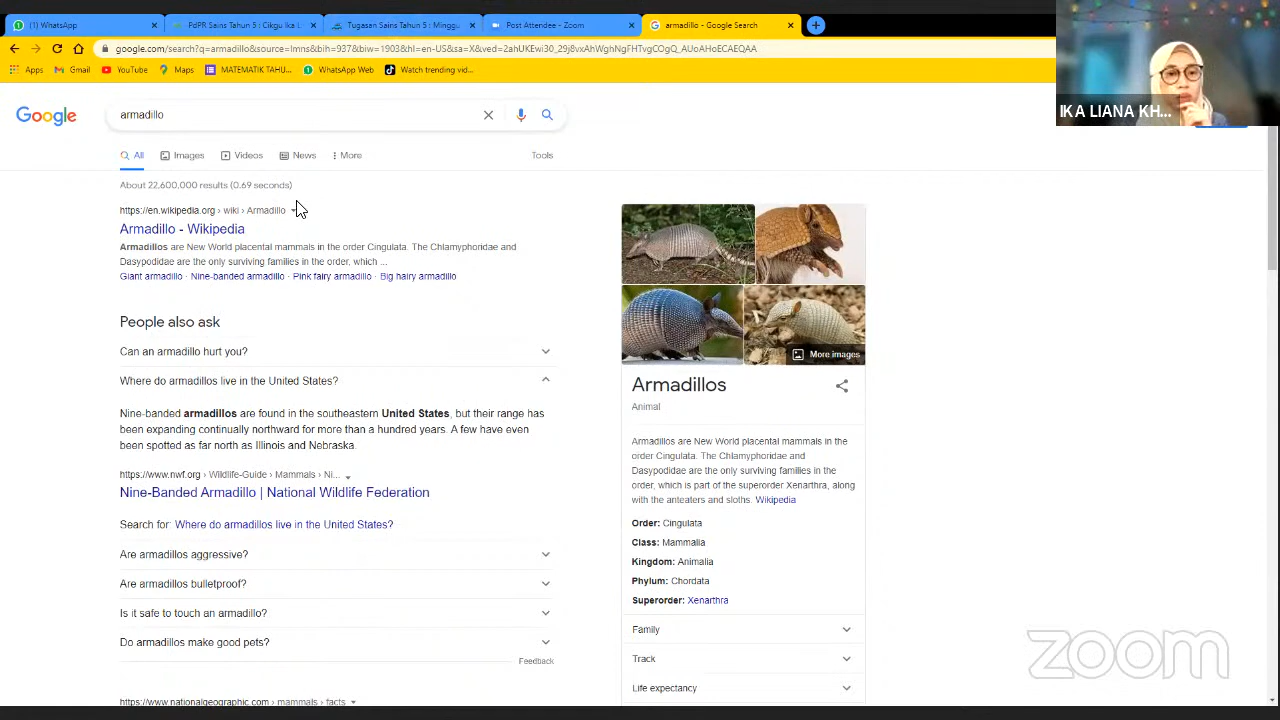 (1) WhatsApp
PdPR Sains Tahun 5 : Cikgu Ika L
Tugasan Sains Tahun 5 : Minggu
Post Attendee - Zoom
armadillo - Google Search
google.com/search?q=armadillo&source=lmns&bih=937&biw=1903&hl=en-US&sa=X&ved=2ahUKEwi30_29j8vxAhWghNgFHTvgCOgQ_AUoAHoECAEQAA
Apps
Gmail
YouTube
Maps
MATEMATIK TAHU...
WhatsApp Web
Watch trending vid...
IKA LIANA KH...
Google
armadillo
All
Images
Videos
News
More
Tools
About 22,600,000 results (0.69 seconds)
https://en.wikipedia.org › wiki › Armadillo
Armadillo - Wikipedia
Armadillos are New World placental mammals in the order Cingulata. The Chlamyphoridae and
Dasypodidae are the only surviving families in the order, which ...
Giant armadillo · Nine-banded armadillo · Pink fairy armadillo · Big hairy armadillo
People also ask
Can an armadillo hurt you?
Where do armadillos live in the United States?
Nine-banded armadillos are found in the southeastern United States, but their range has
been expanding continually northward for more than a hundred years. A few have even
been spotted as far north as Illinois and Nebraska.
https://www.nwf.org › Wildlife-Guide › Mammals › Ni...
Nine-Banded Armadillo | National Wildlife Federation
Search for: Where do armadillos live in the United States?
Are armadillos aggressive?
Are armadillos bulletproof?
Is it safe to touch an armadillo?
Do armadillos make good pets?
Feedback
https://www.nationalgeographic.com › mammals › facts
More images
Armadillos
Animal
Armadillos are New World placental mammals in the
order Cingulata. The Chlamyphoridae and
Dasypodidae are the only surviving families in the
order, which is part of the superorder Xenarthra, along
with the anteaters and sloths. Wikipedia
Order: Cingulata
Class: Mammalia
Kingdom: Animalia
Phylum: Chordata
Superorder: Xenarthra
Family
Track
Life expectancy
zoom